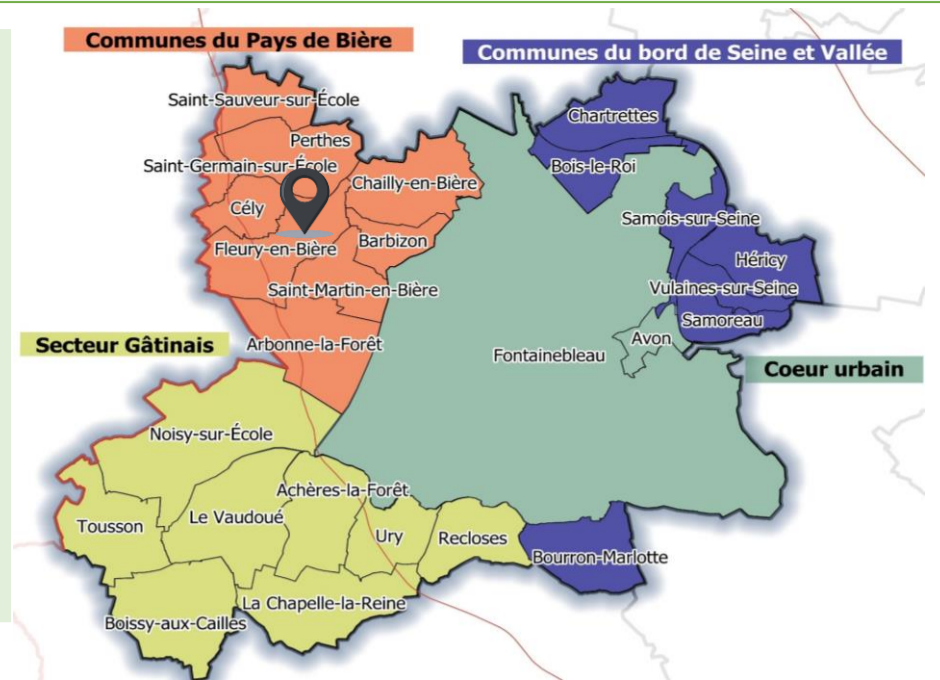 Communes du Pays de Bière
Communes du bord de Seine et Vallée
Saint-Sauveur-sur-École
Chartrettes
Perthes
Saint-Germain-sur-École
Bois-le-Roi
Chailly-en-Bière
Cély
Samois-sur-Seine
Fleury-en-Bière
Barbizon
Héricy
Saint-Martin-en-Bière
Vulaines-sur-Seine
Samoreau
Secteur Gâtinais
Arbonne-la-Forêt
Avon
Fontainebleau
Coeur urbain
Noisy-sur-École
Achères-la-Forêt
Tousson
Le Vaudoué
Ury
Recloses
Bourron-Marlotte
La Chapelle-la-Reine
Boissy-aux-Cailles